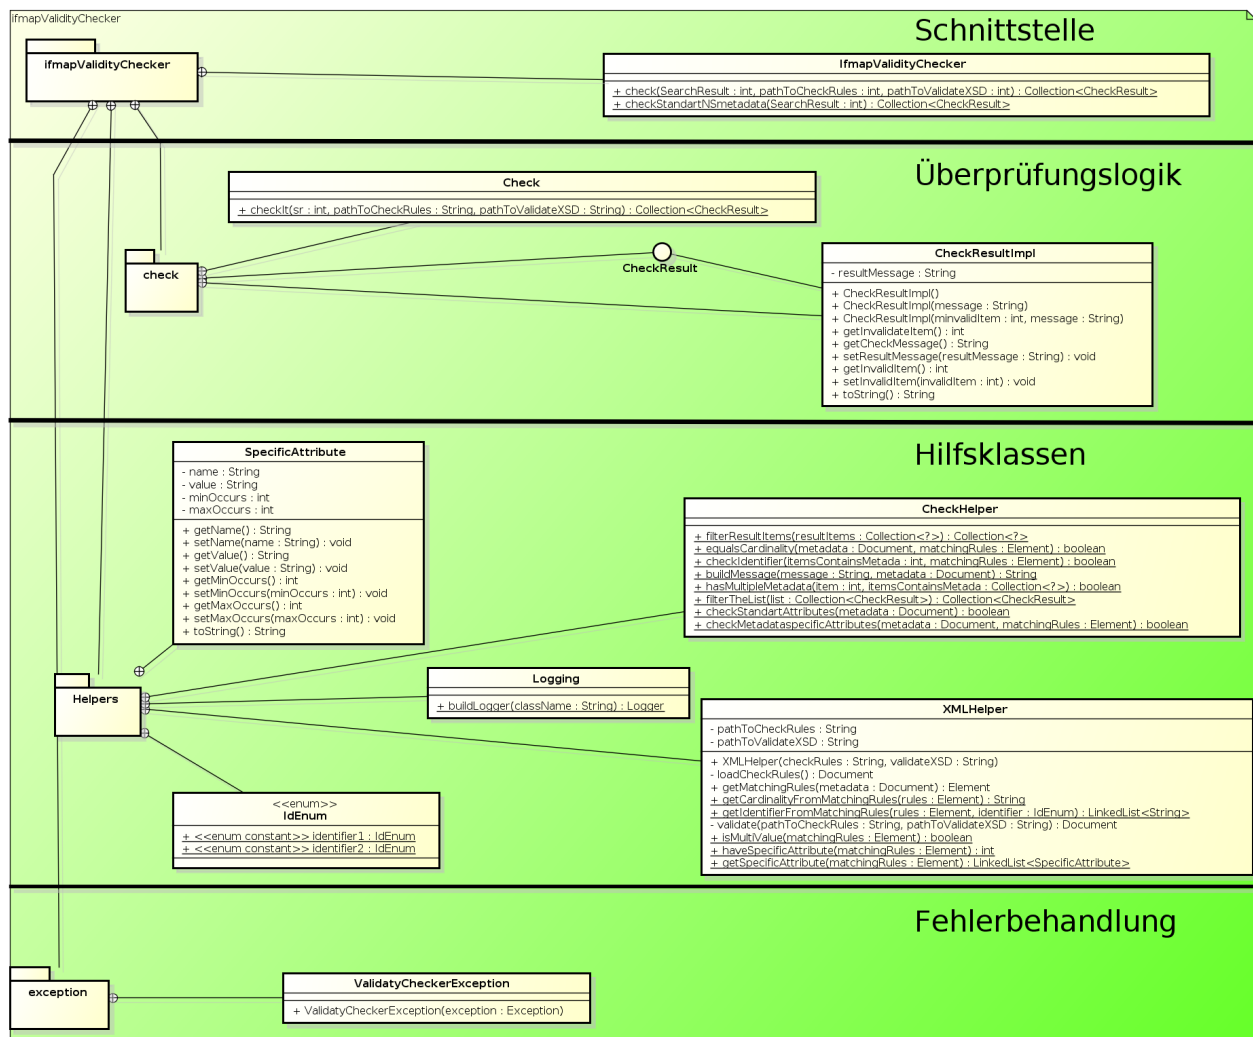 ifmapValidityChecker
Schnittstelle
ifmapValidityChecker
IfmapValidityChecker
+ check(SearchResult : int, pathToCheckRules : int, pathToValidateXSD : int) : Collection<CheckResult>
+ checkStandartNSmetadata(SearchResult : int) : Collection<CheckResult>
Überprüfungslogik
Check
+ checkIt(sr : int, pathToCheckRules : String, pathToValidateXSD : String) : Collection<CheckResult>
check
CheckResult
CheckResultImpl
- resultMessage : String
+ CheckResultImpl()
+ CheckResultImpl(message : String)
+ CheckResultImpl(minvalidItem : int, message : String)
+ getInvalidateItem() : int
+ getCheckMessage() : String
+ setResultMessage(resultMessage : String) : void
+ getInvalidItem() : int
+ setInvalidItem(invalidItem : int) : void
+ toString() : String
Hilfsklassen
SpecificAttribute
- name : String
- value : String
- minOccurs : int
- maxOccurs : int
+ getName() : String
+ setName(name : String) : void
+ getValue() : String
+ setValue(value : String) : void
+ getMinOccurs() : int
+ setMinOccurs(minOccurs : int) : void
+ getMaxOccurs() : int
+ setMaxOccurs(maxOccurs : int) : void
+ toString() : String
CheckHelper
+ filterResultItems(resultItems : Collection<?>) : Collection<?>
+ equalsCardinality(metadata : Document, matchingRules : Element) : boolean
+ checkIdentifier(itemsContainsMetada : int, matchingRules : Element) : boolean
+ buildMessage(message : String, metadata : Document) : String
+ hasMultipleMetadata(item : int, itemsContainsMetada : Collection<?>) : boolean
+ filterTheList(list : Collection<CheckResult>) : Collection<CheckResult>
+ checkStandartAttributes(metadata : Document) : boolean
+ checkMetadataspecificAttributes(metadata : Document, matchingRules : Element) : boolean
Helpers
Logging
+ buildLogger(className : String) : Logger
XMLHelper
- pathToCheckRules : String
- pathToValidateXSD : String
+ XMLHelper(checkRules : String, validateXSD : String)
- loadCheckRules() : Document
+ getMatchingRules(metadata : Document) : Element
+ getCardinalityFromMatchingRules(rules : Element) : String
+ getIdentifierFromMatchingRules(rules : Element, identifier : IdEnum) : LinkedList<String>
- validate(pathToCheckRules : String, pathToValidateXSD : String) : Document
+ isMultiValue(matchingRules : Element) : boolean
+ haveSpecificAttribute(matchingRules : Element) : int
+ getSpecificAttribute(matchingRules : Element) : LinkedList<SpecificAttribute>
<<enum>>
IdEnum
+ <<enum constant>> identifier1 : IdEnum
+ <<enum constant>> identifier2 : IdEnum
Fehlerbehandlung
exception
ValidatyCheckerException
+ ValidatyCheckerException(exception : Exception)